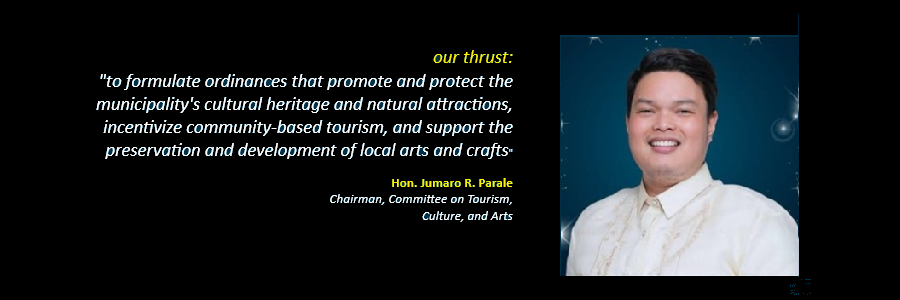 our thrust:
"to formulate ordinances that promote and protect the
municipality's cultural heritage and natural attractions,
incentivize community-based tourism, and support the
preservation and development of local arts and crafts"
Hon. Jumaro R. Parale
Chairman, Committee on Tourism,
Culture, and Arts